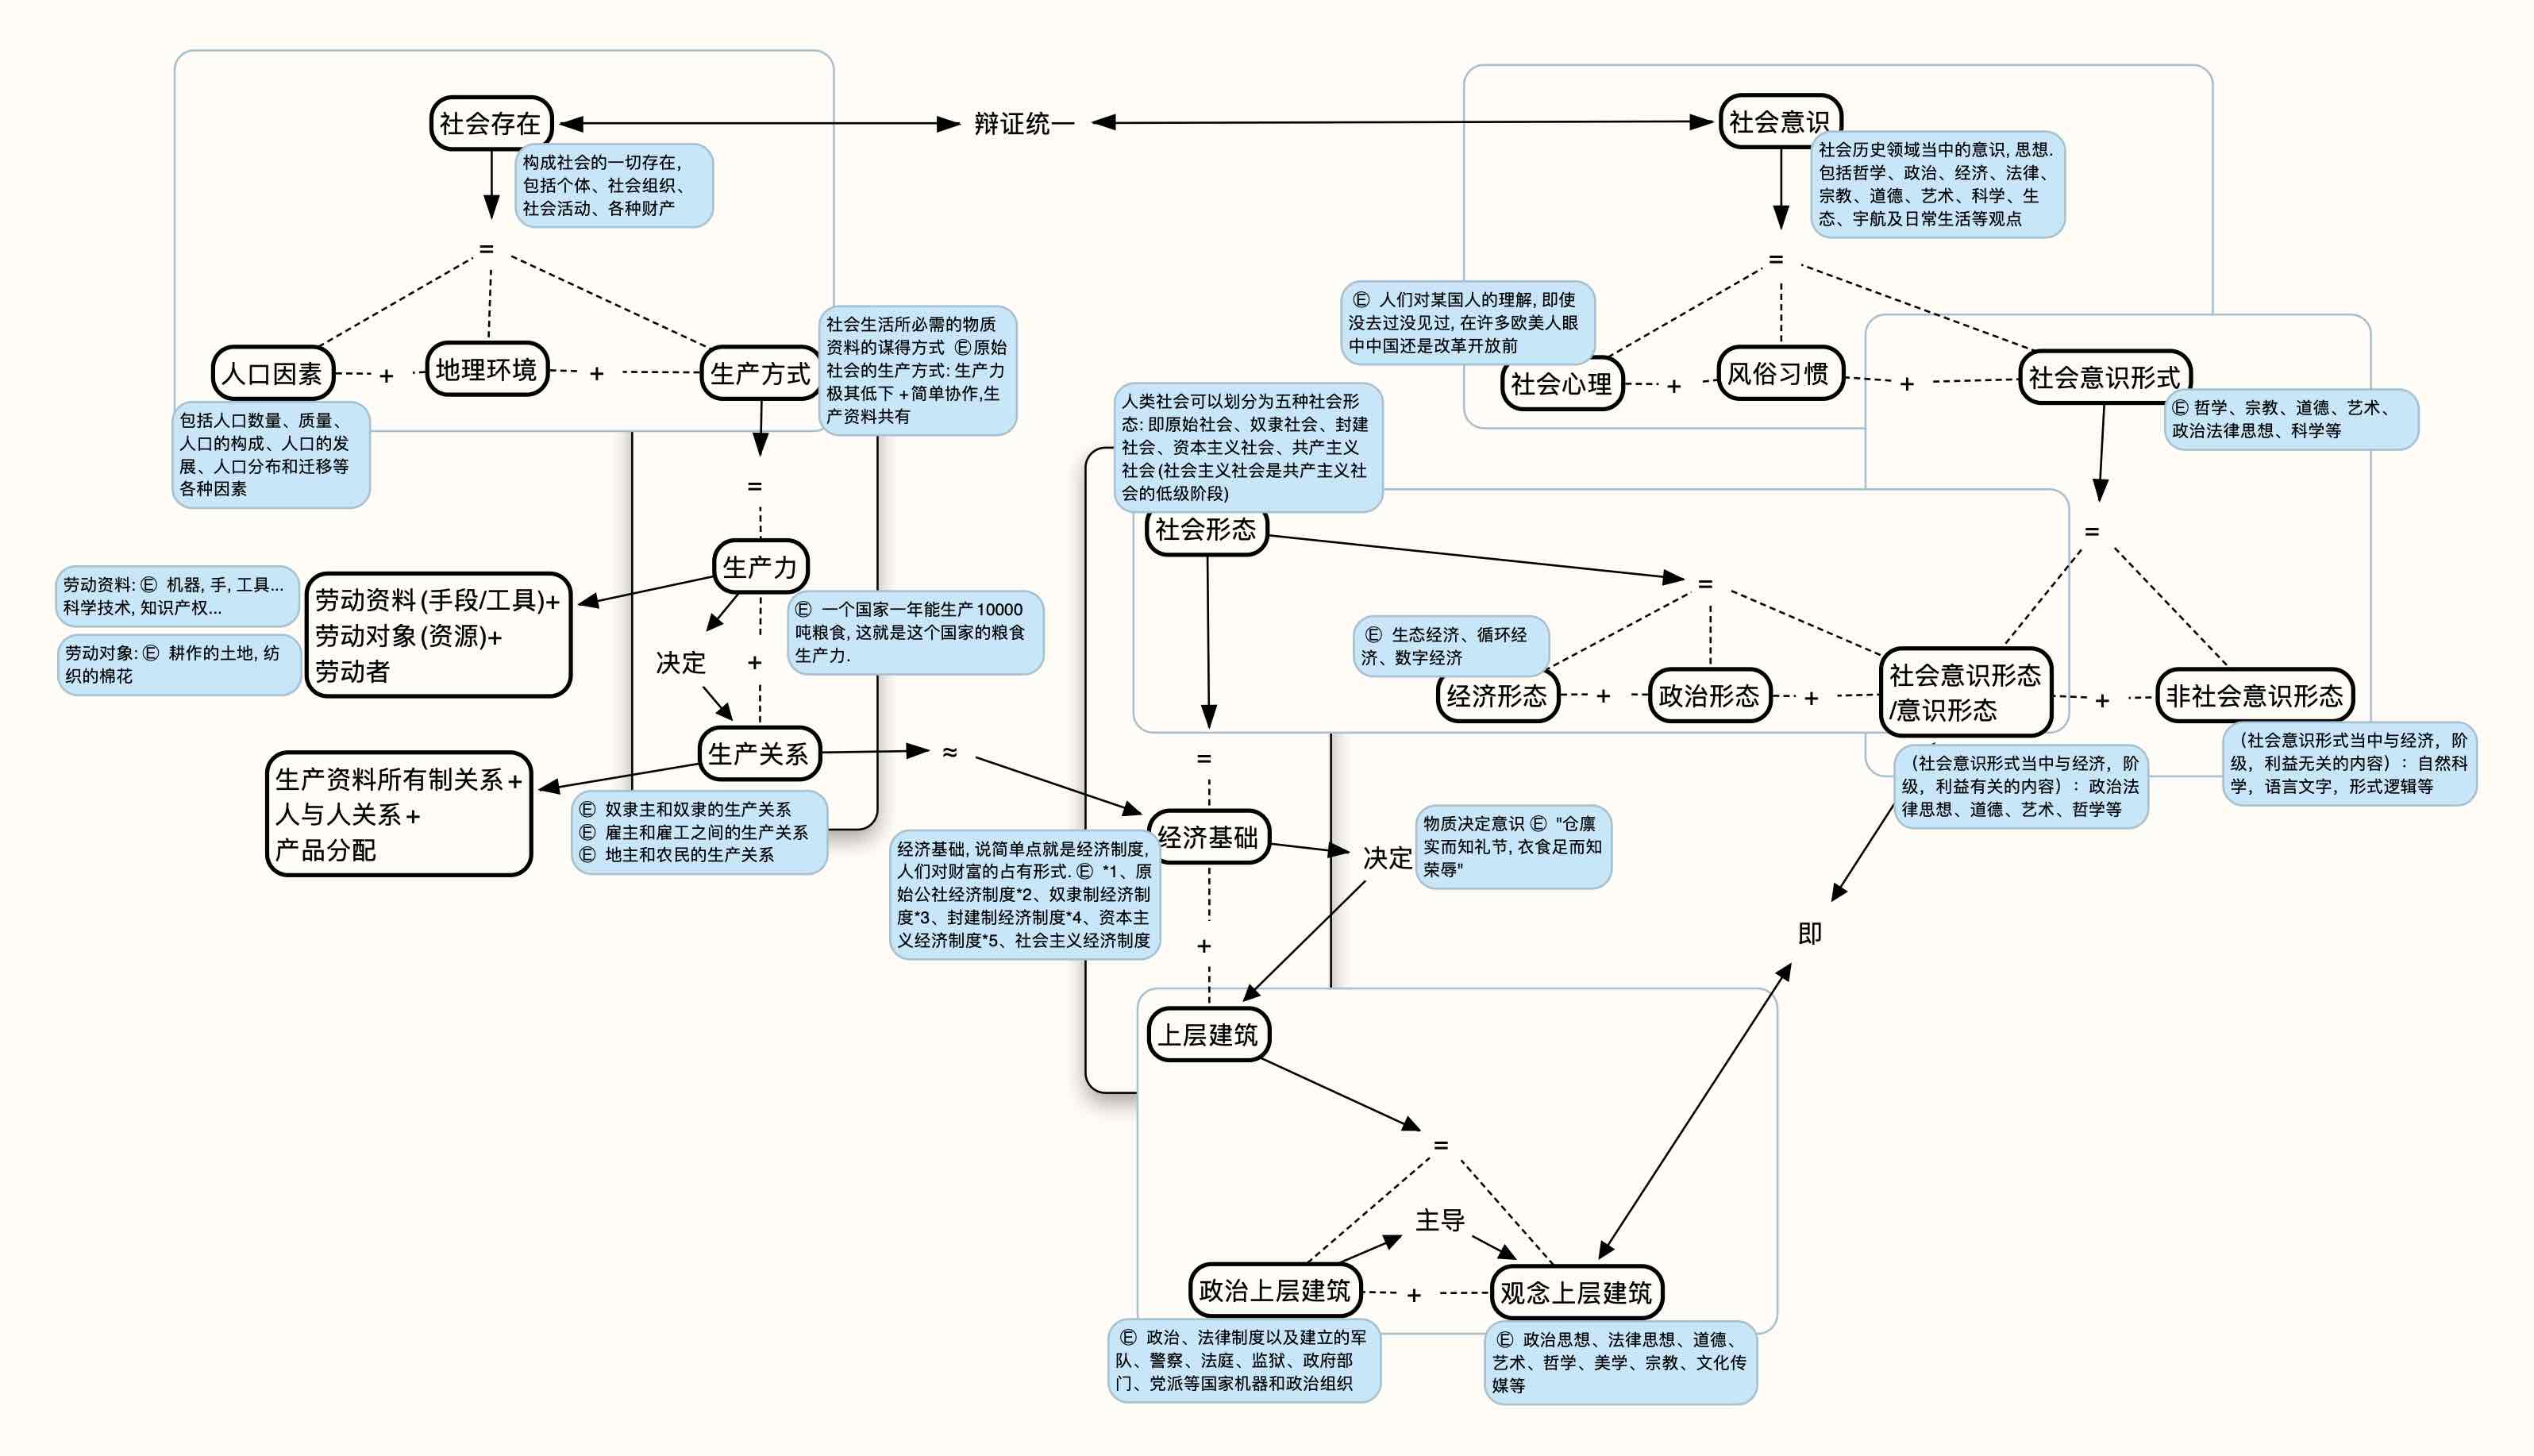 社会存在
辩证统一
社会意识
构成社会的一切存在,
包括个体、社会组织、
社会活动、各种财产
社会历史领域当中的意识, 思想.
包括哲学、政治、经济、法律、
宗教、道德、艺术、科学、生
态、宇航及日常生活等观点
=
=
Ⓔ 人们对某国人的理解, 即使
没去过没见过, 在许多欧美人眼
中中国还是改革开放前
社会生活所必需的物质
资料的谋得方式 Ⓔ原始
社会的生产方式: 生产力
极其低下 +简单协作,生
产资料共有
人口因素
+
地理环境
+
生产方式
社会心理
+
风俗习惯
+
社会意识形式
包括人口数量、质量、
人口的构成、人口的发
展、人口分布和迁移等
各种因素
Ⓔ 哲学、宗教、道德、艺术、
政治法律思想、科学等
人类社会可以划分为五种社会形
态: 即原始社会、奴隶社会、封建
社会、资本主义社会、共产主义
社会(社会主义社会是共产主义社
会的低级阶段)
=
社会形态
=
=
生产力
劳动资料: Ⓔ 机器, 手, 工具...
科学技术, 知识产权...
劳动对象: Ⓔ 耕作的土地, 纺
织的棉花
劳动资料(手段/工具)+
劳动对象(资源)+
劳动者
Ⓔ 一个国家一年能生产10000
吨粮食, 这就是这个国家的粮食
生产力.
决定
+
Ⓔ 生态经济、循环经
济、数字经济
经济形态
+
政治形态
+
社会意识形态
/意识形态
+
非社会意识形态
生产关系
≈
=
生产资料所有制关系+
人与人关系+
产品分配
Ⓔ 奴隶主和奴隶的生产关系
Ⓔ 雇主和雇工之间的生产关系
Ⓔ 地主和农民的生产关系
（社会意识形式当中与经济，阶
级，利益有关的内容）：政治法
律思想、道德、艺术、哲学等
（社会意识形式当中与经济，阶
级，利益无关的内容）：自然科
学，语言文字，形式逻辑等
经济基础
决定
物质决定意识 Ⓔ "仓廪
实而知礼节, 衣食足而知
荣辱"
经济基础, 说简单点就是经济制度,
人们对财富的占有形式. Ⓔ *1、原
始公社经济制度*2、奴隶制经济制
度*3、封建制经济制度*4、资本主
义经济制度*5、社会主义经济制度
+
即
上层建筑
=
主导
政治上层建筑
+
观念上层建筑
Ⓔ 政治、法律制度以及建立的军
队、警察、法庭、监狱、政府部
门、党派等国家机器和政治组织
Ⓔ 政治思想、法律思想、道德、
艺术、哲学、美学、宗教、文化传
媒等